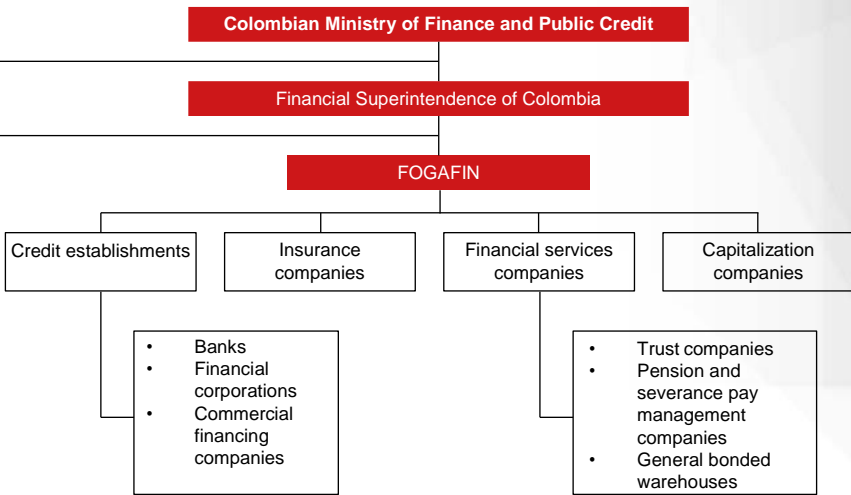 Colombian Ministry of Finance and Public Credit
Financial Superintendence of Colombia
FOGAFIN
Credit establishments
Insurance
companies
Financial services
companies
Capitalization
companies
• Banks
• Financial
corporations
• Commercial
financing
companies
• Trust companies
• Pension and
severance pay
management
companies
• General bonded
warehouses